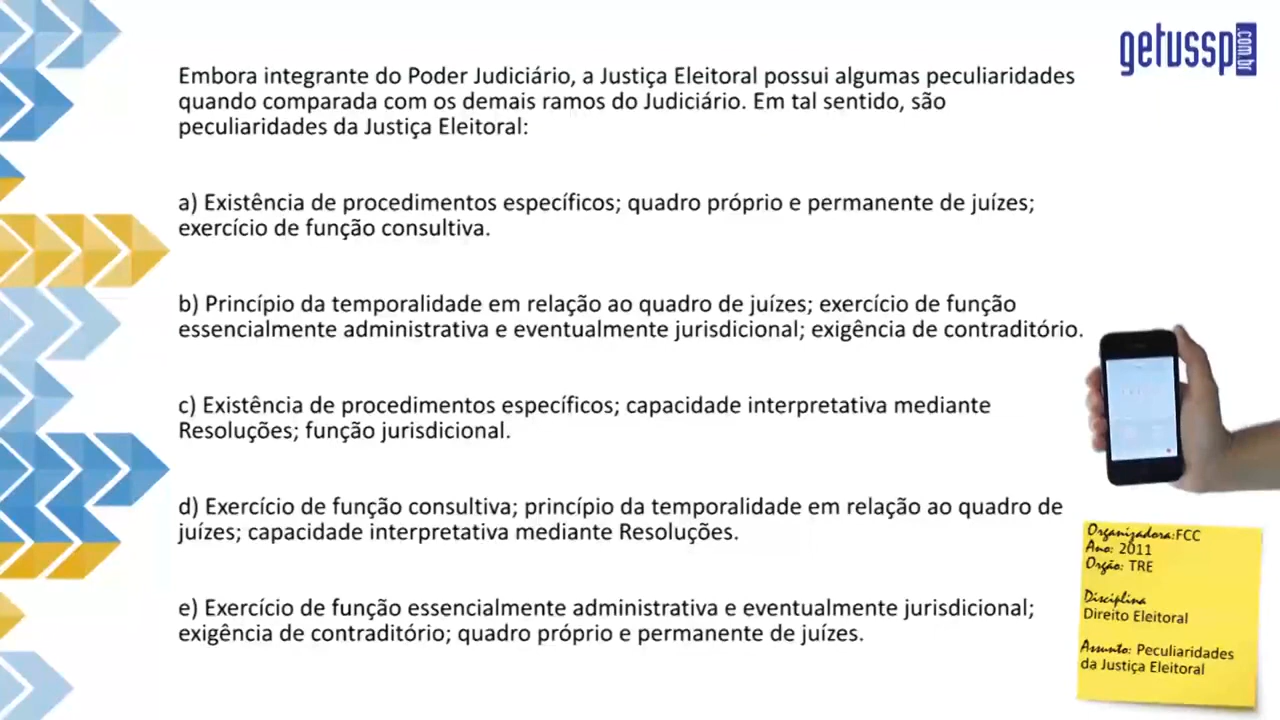 getussp.com.br
Embora integrante do Poder Judiciário, a Justiça Eleitoral possui algumas peculiaridades
quando comparada com os demais ramos do Judiciário. Em tal sentido, são
peculiaridades da Justiça Eleitoral:
a) Existência de procedimentos específicos; quadro próprio e permanente de juízes;
exercício de função consultiva.
b) Princípio da temporalidade em relação ao quadro de juízes; exercício de função
essencialmente administrativa e eventualmente jurisdicional; exigência de contraditório.
c) Existência de procedimentos específicos; capacidade interpretativa mediante
Resoluções; função jurisdicional.
d) Exercício de função consultiva; princípio da temporalidade em relação ao quadro de
juízes; capacidade interpretativa mediante Resoluções.
e) Exercício de função essencialmente administrativa e eventualmente jurisdicional;
exigência de contraditório; quadro próprio e permanente de juízes.
Organizadora:FCC
Ano: 2011
Orgão: TRE
Disciplina
Direito Eleitoral
Assunto: Peculiaridades
da Justiça Eleitoral